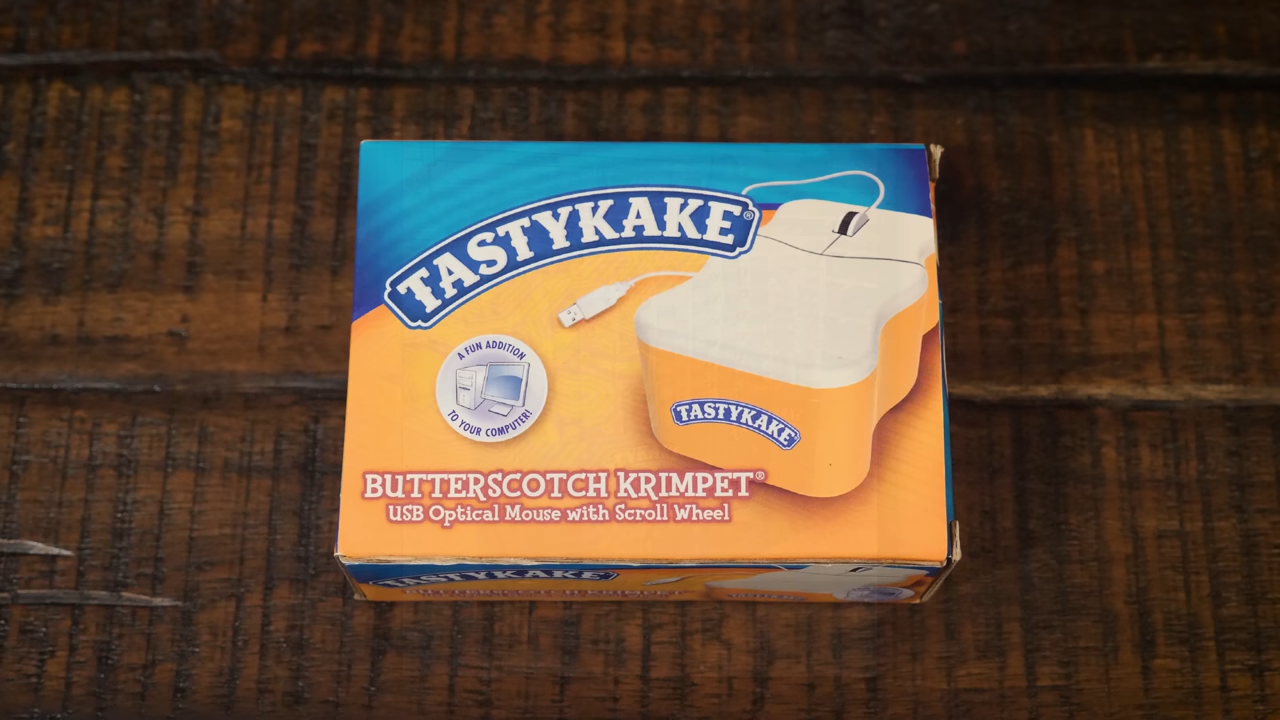 TASTYKAKE®
A FUN ADDITION
TO YOUR COMPUTER!
TASTYKAKE
BUTTERSCOTCH KRIMPET®
USB Optical Mouse with Scroll Wheel
TASTYKAKE